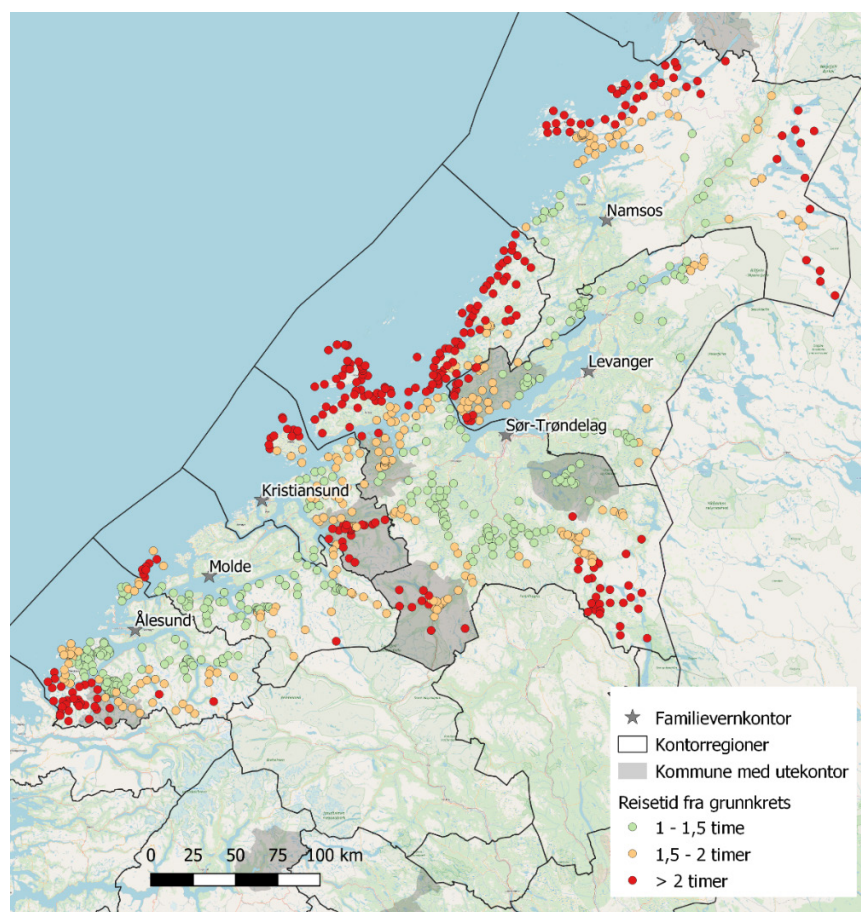 Namsos
Levanger
Sør-Trøndelag
Kristiansund
Molde
Ålesund
Familievernkontor
Kontorregioner
Kommune med utekontor
Reisetid fra grunnkrets
1 - 1,5 time
1,5 - 2 timer
> 2 timer
0 25 50 75 100 km